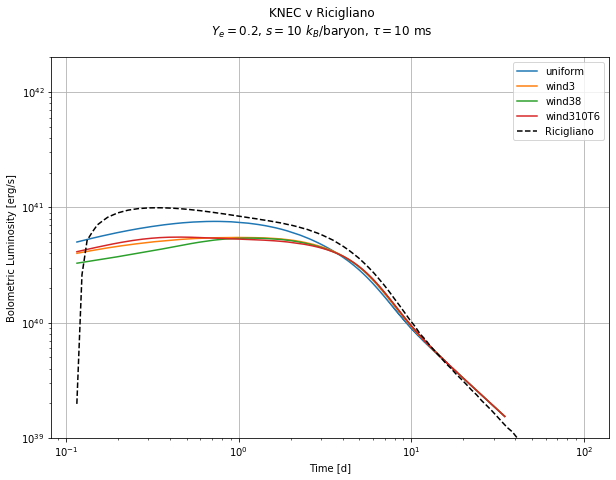 KNEC v Ricigliano
$Y_e = 0.2$, $s = 10$ $k_B$/baryon, $\tau = 10$ ms
uniform
wind3
wind38
wind310T6
Ricigliano
Bolometric Luminosity [erg/s]
10^{42}
10^{41}
10^{40}
10^{39}
10^{-1}
10^{0}
10^{1}
10^{2}
Time [d]